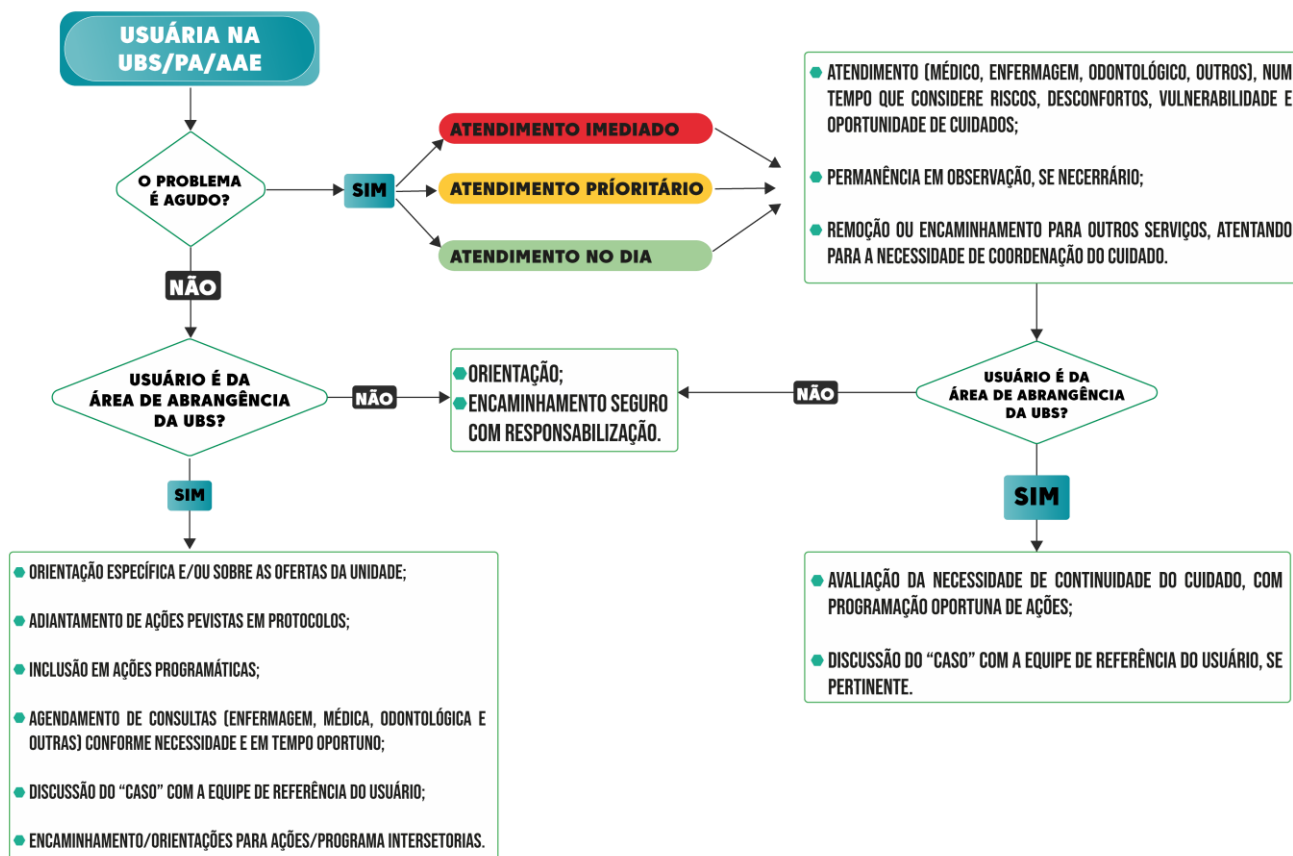 USUÁRIA NA
UBS/PA/AAE
O PROBLEMA
É AGUDO?
SIM
ATENDIMENTO IMEDIADO
ATENDIMENTO PRÍORITÁRIO
ATENDIMENTO NO DIA
ATENDIMENTO (MÉDICO, ENFERMAGEM, ODONTOLÓGICO, OUTROS), NUM
TEMPO QUE CONSIDERE RISCOS, DESCONFORTOS, VULNERABILIDADE E
OPORTUNIDADE DE CUIDADOS;
PERMANÊNCIA EM OBSERVAÇÃO, SE NECERRÁRIO;
REMOÇÃO OU ENCAMINHAMENTO PARA OUTROS SERVIÇOS, ATENTANDO
PARA A NECESSIDADE DE COORDENAÇÃO DO CUIDADO.
NÃO
USUÁRIO É DA
ÁREA DE ABRANGÊNCIA
DA UBS?
NÃO
ORIENTAÇÃO;
ENCAMINHAMENTO SEGURO
COM RESPONSABILIZAÇÃO.
NÃO
USUÁRIO É DA
ÁREA DE ABRANGÊNCIA
DA UBS?
SIM
SIM
ORIENTAÇÃO ESPECÍFICA E/OU SOBRE AS OFERTAS DA UNIDADE;
ADIANTAMENTO DE AÇÕES PEVISTAS EM PROTOCOLOS;
INCLUSÃO EM AÇÕES PROGRAMÁTICAS;
AGENDAMENTO DE CONSULTAS (ENFERMAGEM, MÉDICA, ODONTOLÓGICA E
OUTRAS) CONFORME NECESSIDADE E EM TEMPO OPORTUNO;
DISCUSSÃO DO “CASO” COM A EQUIPE DE REFERÊNCIA DO USUÁRIO;
ENCAMINHAMENTO/ORIENTAÇÕES PARA AÇÕES/PROGRAMA INTERSETORIAS.
AVALIAÇÃO DA NECESSIDADE DE CONTINUIDADE DO CUIDADO, COM
PROGRAMAÇÃO OPORTUNA DE AÇÕES;
DISCUSSÃO DO “CASO” COM A EQUIPE DE REFERÊNCIA DO USUÁRIO, SE
PERTINENTE.